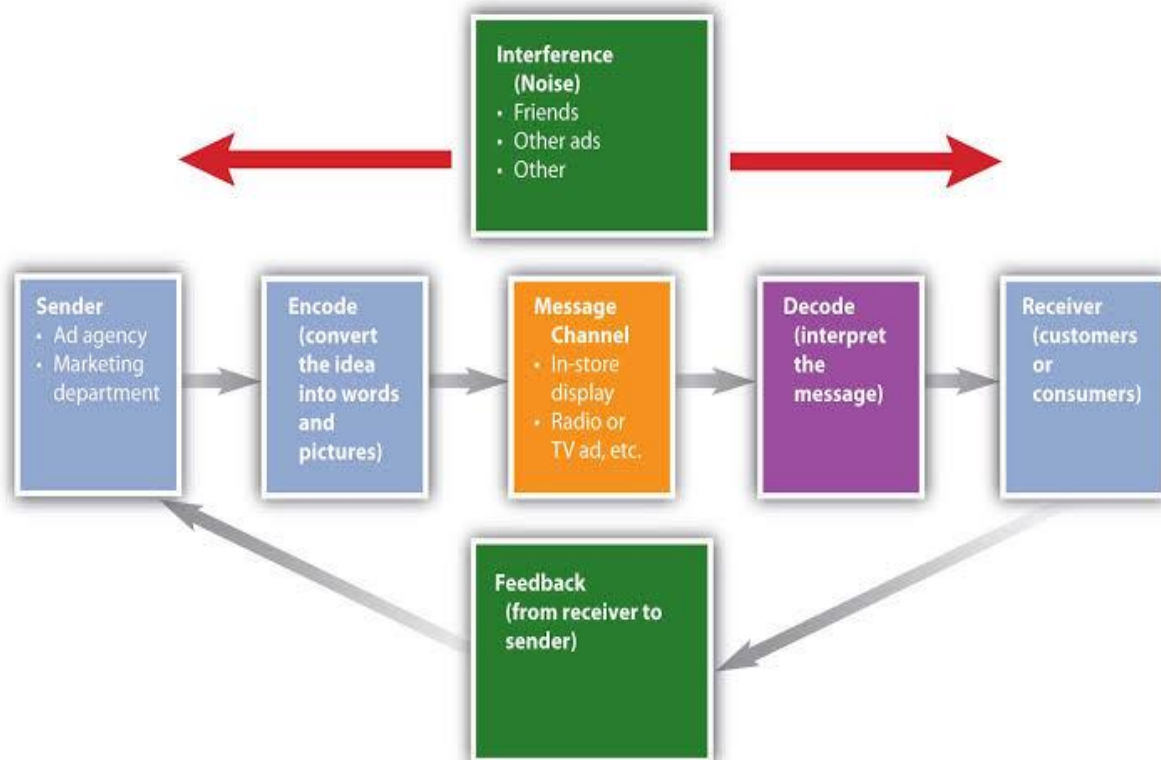 Interference
(Noise)
• Friends
• Other ads
• Other
Sender
• Ad agency
• Marketing
department
Encode
(convert
the idea
into words
and
pictures)
Message
Channel
• In-store
display
• Radio or
TV ad, etc.
Decode
(interpret
the
message)
Receiver
(customers
or
consumers)
Feedback
(from receiver to
sender)